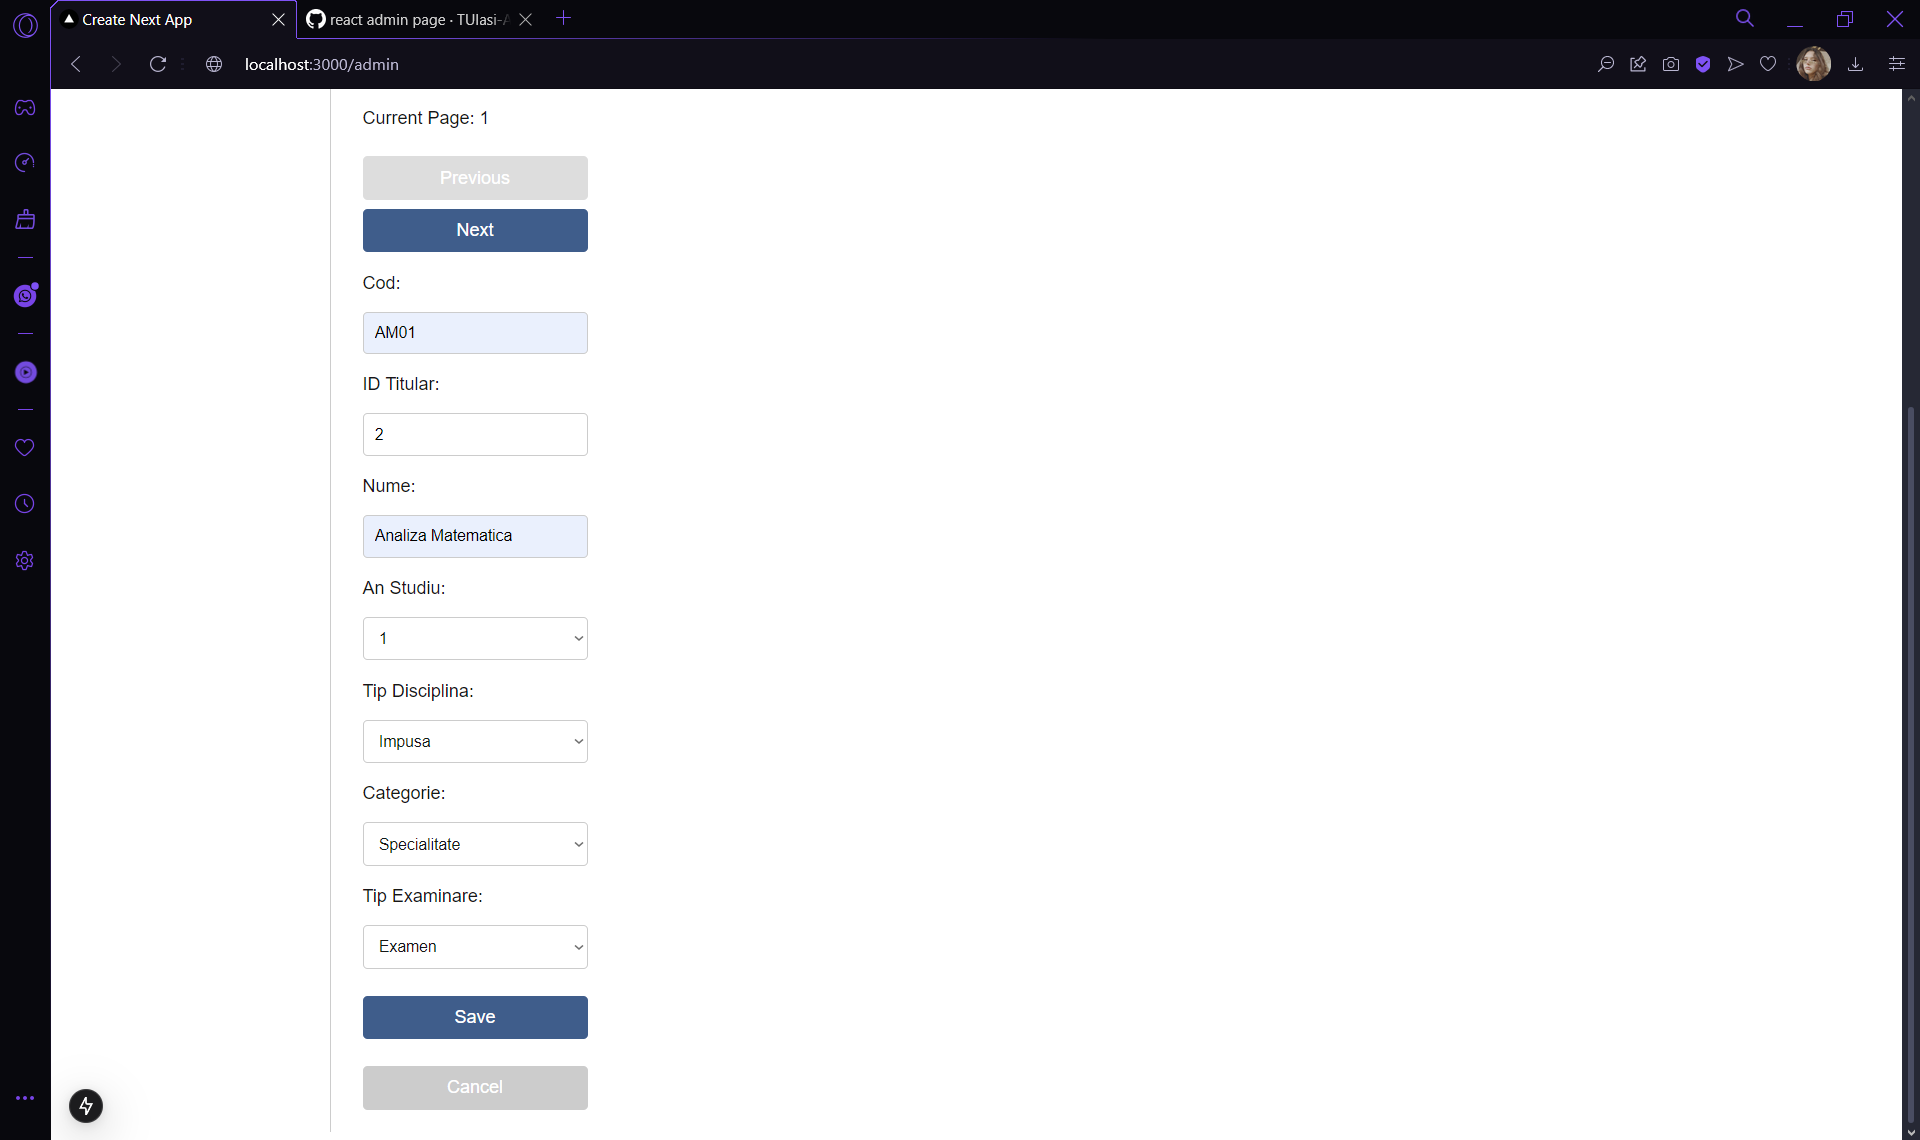 Create Next App
react admin page · TUIasi-A
localhost:3000/admin
Current Page: 1
Previous
Next
Cod:
AM01
ID Titular:
2
Nume:
Analiza Matematica
An Studiu:
1
Tip Disciplina:
Impusa
Categorie:
Specialitate
Tip Examinare:
Examen
Save
Cancel